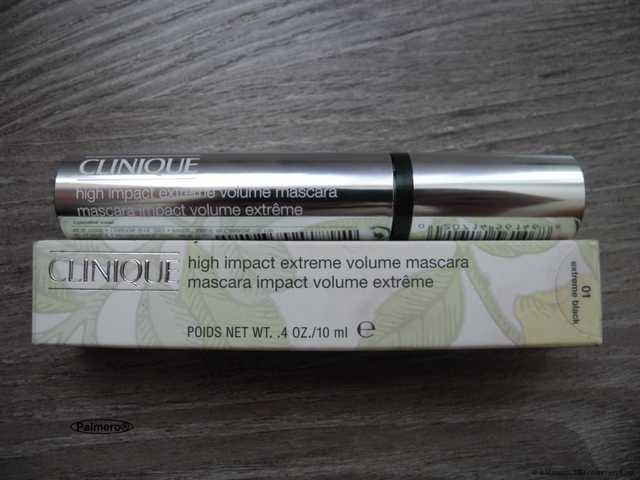 CLINIQUE
high impact extreme volume mascara
mascara impact volume extrême
CLINIQUE
high impact extreme volume mascara
mascara impact volume extrême
POIDS NET WT. .4 OZ./10 ml ℮
01
extreme black
Palmero®